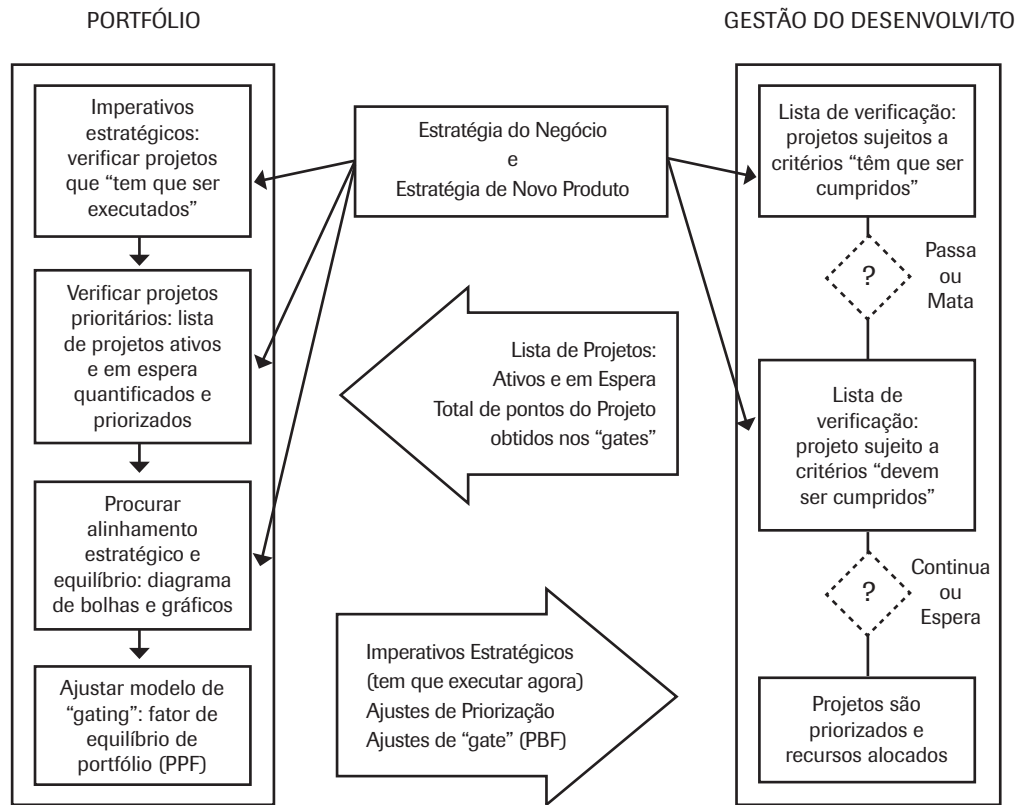 PORTFÓLIO
GESTÃO DO DESENVOLVI/TO
Imperativos
estratégicos:
verificar projetos
que “tem que ser
executados”
Verificar projetos
prioritários: lista
de projetos ativos
e em espera
quantificados e
priorizados
Procurar
alinhamento
estratégico e
equilíbrio: diagrama
de bolhas e gráficos
Ajustar modelo de
“gating”: fator de
equilíbrio de
portfólio (PPF)
Estratégia do Negócio
e
Estratégia de Novo Produto
Lista de Projetos:
Ativos e em Espera
Total de pontos do Projeto
obtidos nos “gates”
Imperativos Estratégicos
(tem que executar agora)
Ajustes de Priorização
Ajustes de “gate” (PBF)
Lista de verificação:
projetos sujeitos a
critérios “têm que ser
cumpridos”
?
Passa
ou
Mata
Lista de
verificação:
projeto sujeito a
critérios “devem
ser cumpridos”
?
Continua
ou
Espera
Projetos são
priorizados e
recursos alocados